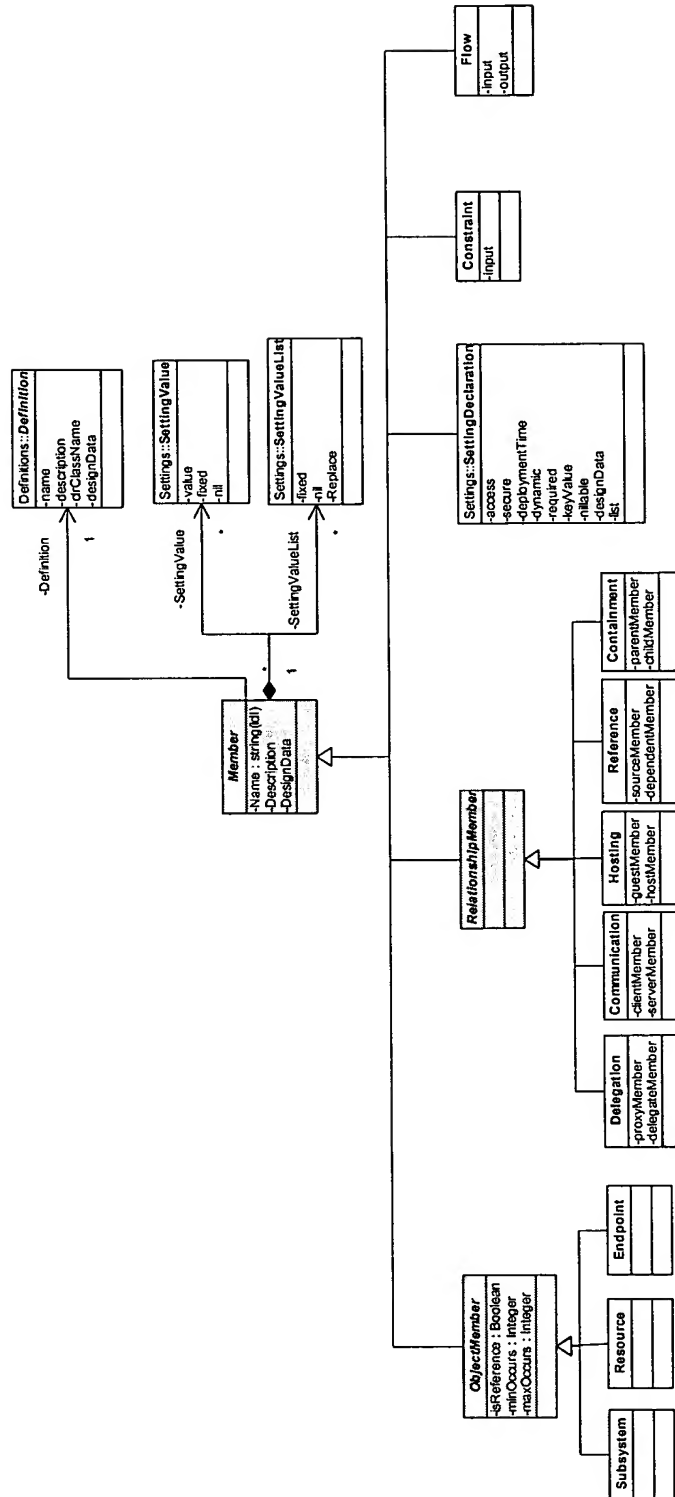 Definitions::Definition
-name
-description
-drClassName
-designData
-Definition
1
Settings::SettingValue
-value
-fixed
-nil
-SettingValue
*
Settings::SettingValueList
-fixed
-nil
-Replace
-SettingValueList
*
*
1
Member
-Name : string(idl)
-Description
-DesignData
ObjectMember
-isReference : Boolean
-minOccurs : Integer
-maxOccurs : Integer
RelationshipMember
Settings::SettingDeclaration
-access
-secure
-deploymentTime
-dynamic
-required
-keyValue
-nillable
-designData
-list
Constraint
-input
Flow
-input
-output
Subsystem
Resource
Endpoint
Delegation
-proxyMember
-delegateMember
Communication
-clientMember
-serverMember
Hosting
-guestMember
-hostMember
Reference
-sourceMember
-dependentMember
Containment
-parentMember
-childMember